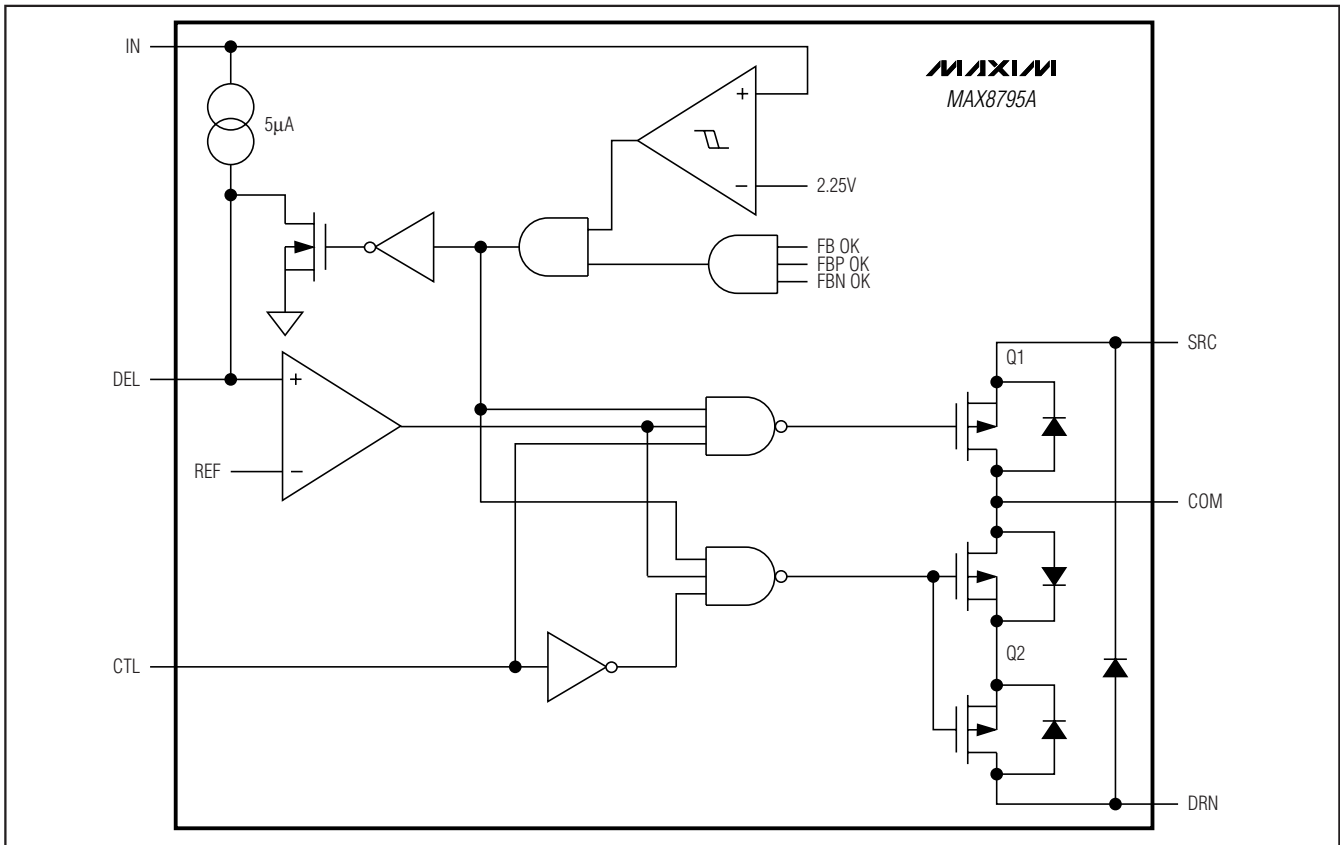 IN
MAXIM
MAX8795A
+
5µA
−
2.25V
FB OK
FBP OK
FBN OK
SRC
Q1
DEL
+
REF
−
COM
Q2
CTL
DRN